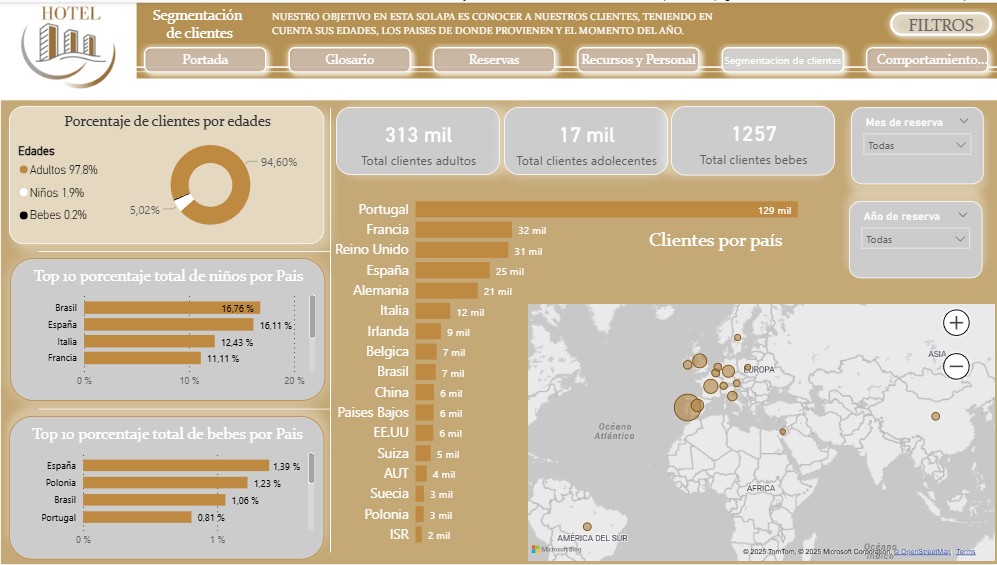 HOTEL
Segmentación
de clientes
NUESTRO OBJETIVO EN ESTA SOLAPA ES CONOCER A NUESTROS CLIENTES, TENIENDO EN
CUENTA SUS EDADES, LOS PAISES DE DONDE PROVIENEN Y EL MOMENTO DEL AÑO.
FILTROS
Portada
Glosario
Reservas
Recursos y Personal
Segmentacion de clientes
Comportamiento...
Porcentaje de clientes por edades
Edades
Adultos 97.8%
Niños 1.9%
Bebes 0.2%
94,60%
5,02%
313 mil
Total clientes adultos
17 mil
Total clientes adolecentes
1257
Total clientes bebes
Mes de reserva
Todas
Año de reserva
Todas
Top 10 porcentaje total de niños por Pais
Brasil 16,76 %
España 16,11 %
Italia 12,43 %
Francia 11,11 %
0 % 10 % 20 %
Top 10 porcentaje total de bebes por Pais
España 1,39 %
Polonia 1,23 %
Brasil 1,06 %
Portugal 0,81 %
0 % 1 %
Clientes por país
Portugal 129 mil
Francia 32 mil
Reino Unido 31 mil
España 25 mil
Alemania 21 mil
Italia 12 mil
Irlanda 9 mil
Belgica 7 mil
Brasil 7 mil
China 6 mil
Paises Bajos 6 mil
EE.UU 6 mil
Suiza 5 mil
AUT 4 mil
Suecia 3 mil
Polonia 3 mil
ISR 2 mil
ASIA
EUROPA
Océano
Atlántico
ÁFRICA
AMÉRICA DEL SUR
Océano
Índico
Microsoft Bing
© 2025 TomTom, © 2025 Microsoft Corporation, © OpenStreetMap Terms